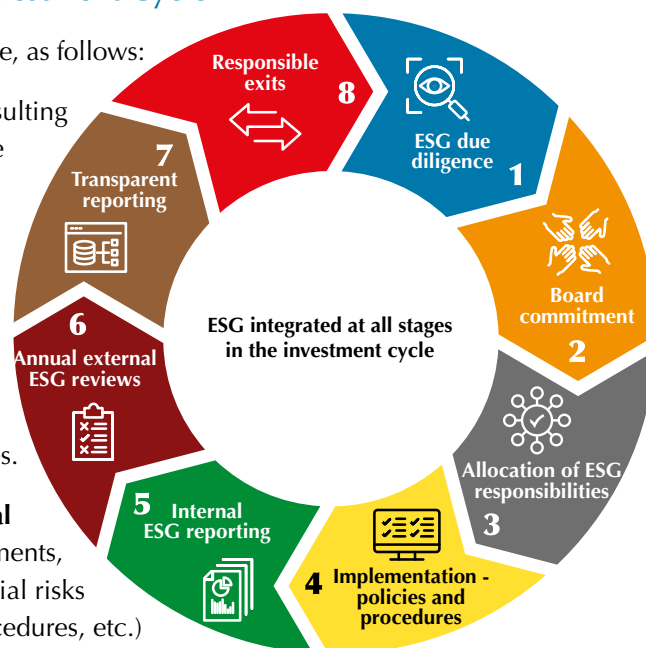 e, as follows:
sulting
e
es.
al
ments,
cial risks
cedures, etc.)
Responsible
exits
8
ESG due
diligence
1
Board
commitment
2
Allocation of ESG
responsibilities
3
4
Implementation -
policies and
procedures
5
Internal
ESG reporting
6
Annual external
ESG reviews
7
Transparent
reporting
ESG integrated at all stages
in the investment cycle